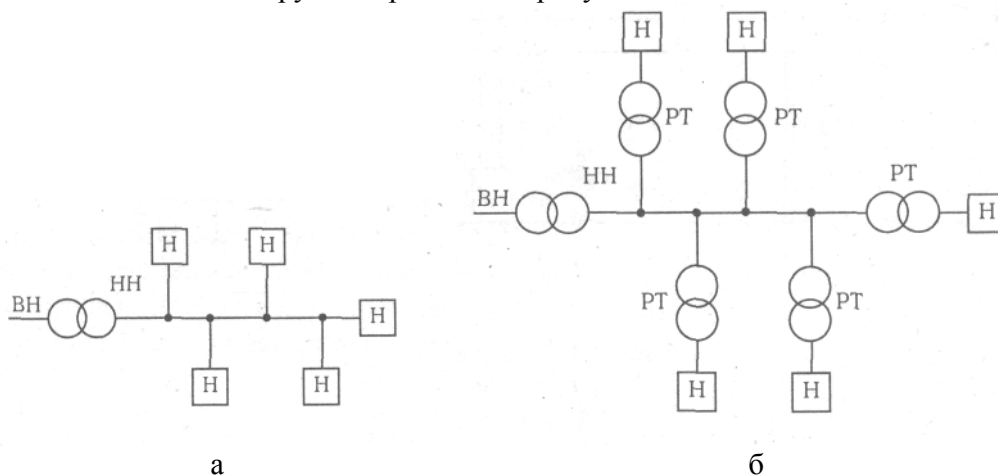 Н Н
РТ РТ
НН РТ
ВН Н
Н Н
НН
ВН Н
РТ РТ
Н Н Н Н
а б